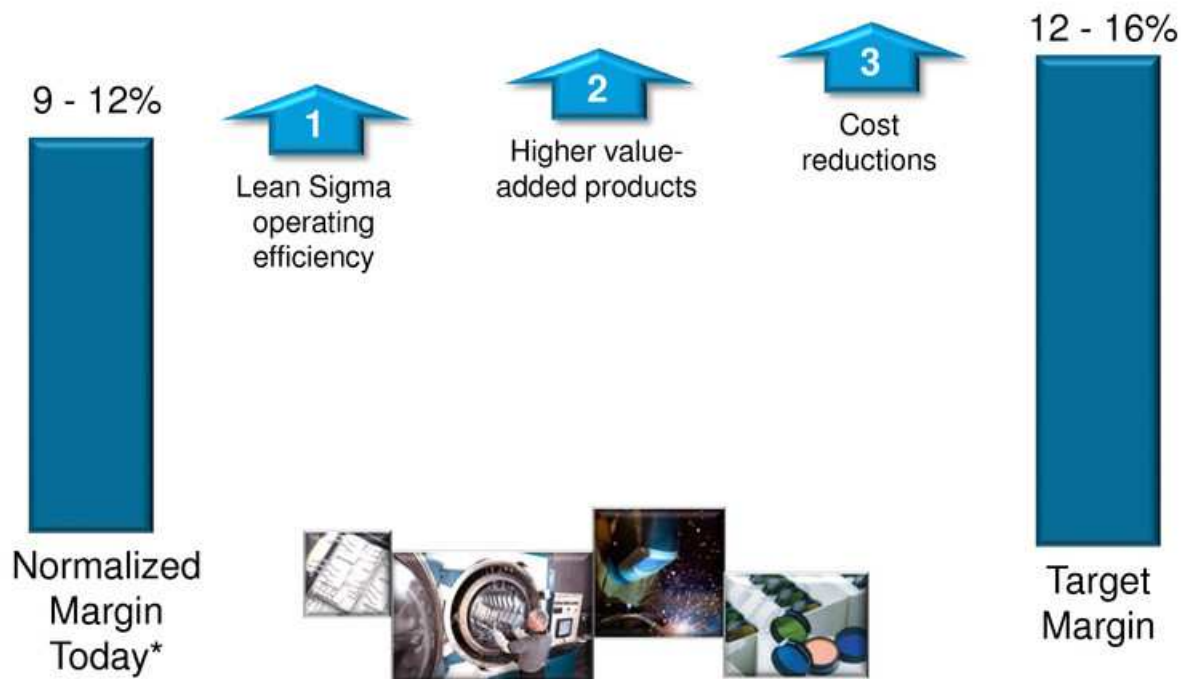 9 - 12%
1
Lean Sigma
operating
efficiency
2
Higher value-
added products
3
Cost
reductions
12 - 16%
Normalized
Margin
Today*
Target
Margin